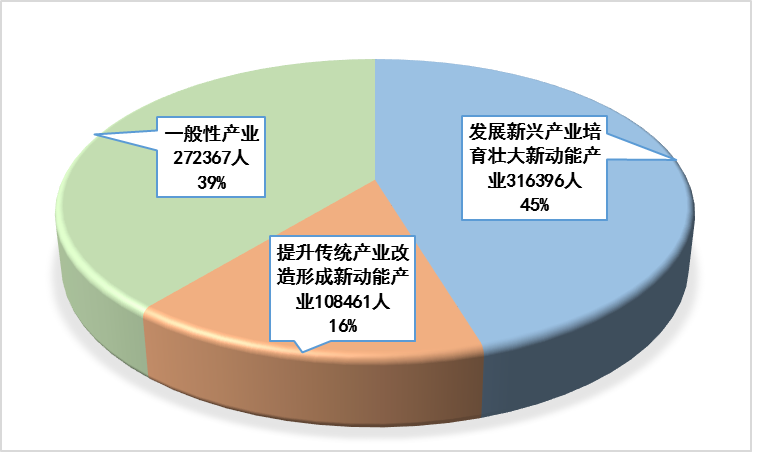 一般性产业
272367人
39%
发展新兴产业培
育壮大新动能产
业316396人
45%
提升传统产业改
造形成新动能产
业108461人
16%